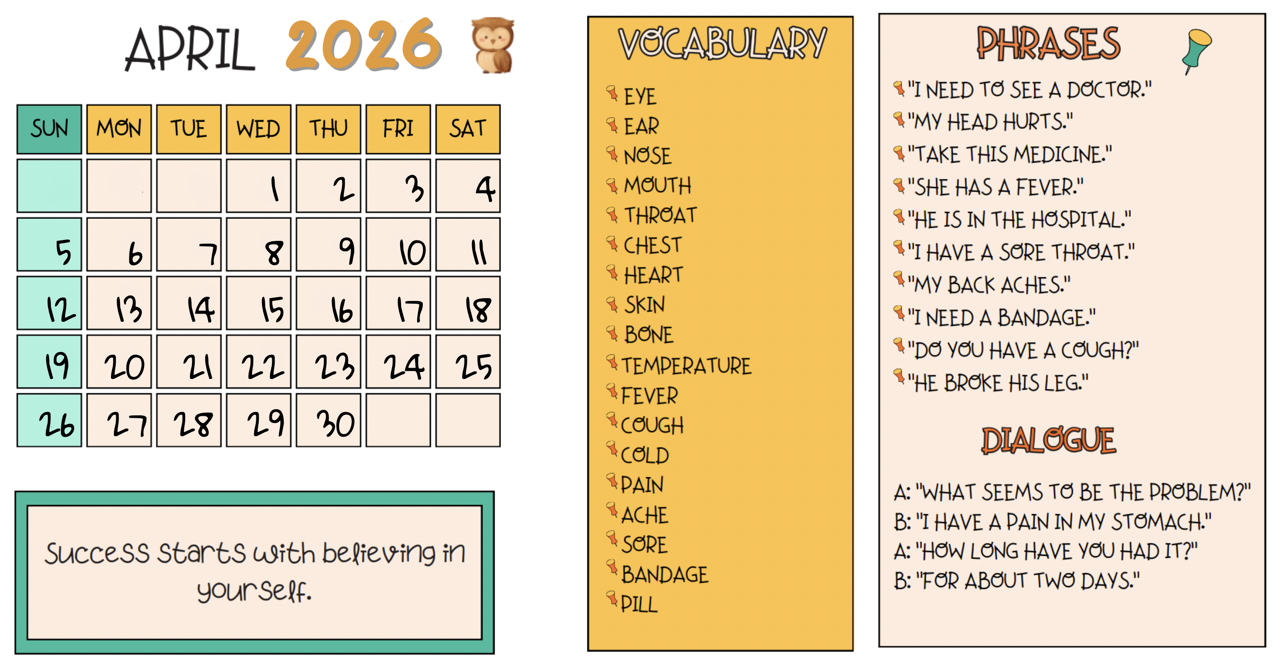 APRIL 2026
SUN MON TUE WED THU FRI SAT
1 2 3 4
5 6 7 8 9 10 11
12 13 14 15 16 17 18
19 20 21 22 23 24 25
26 27 28 29 30
Success starts with believing in
yourself.
VOCABULARY
EYE
EAR
NOSE
MOUTH
THROAT
CHEST
HEART
SKIN
BONE
TEMPERATURE
FEVER
COUGH
COLD
PAIN
ACHE
SORE
BANDAGE
PILL
PHRASES
"I NEED TO SEE A DOCTOR."
"MY HEAD HURTS."
"TAKE THIS MEDICINE."
"SHE HAS A FEVER."
"HE IS IN THE HOSPITAL."
"I HAVE A SORE THROAT."
"MY BACK ACHES."
"I NEED A BANDAGE."
"DO YOU HAVE A COUGH?"
"HE BROKE HIS LEG."
DIALOGUE
A: "WHAT SEEMS TO BE THE PROBLEM?"
B: "I HAVE A PAIN IN MY STOMACH."
A: "HOW LONG HAVE YOU HAD IT?"
B: "FOR ABOUT TWO DAYS."